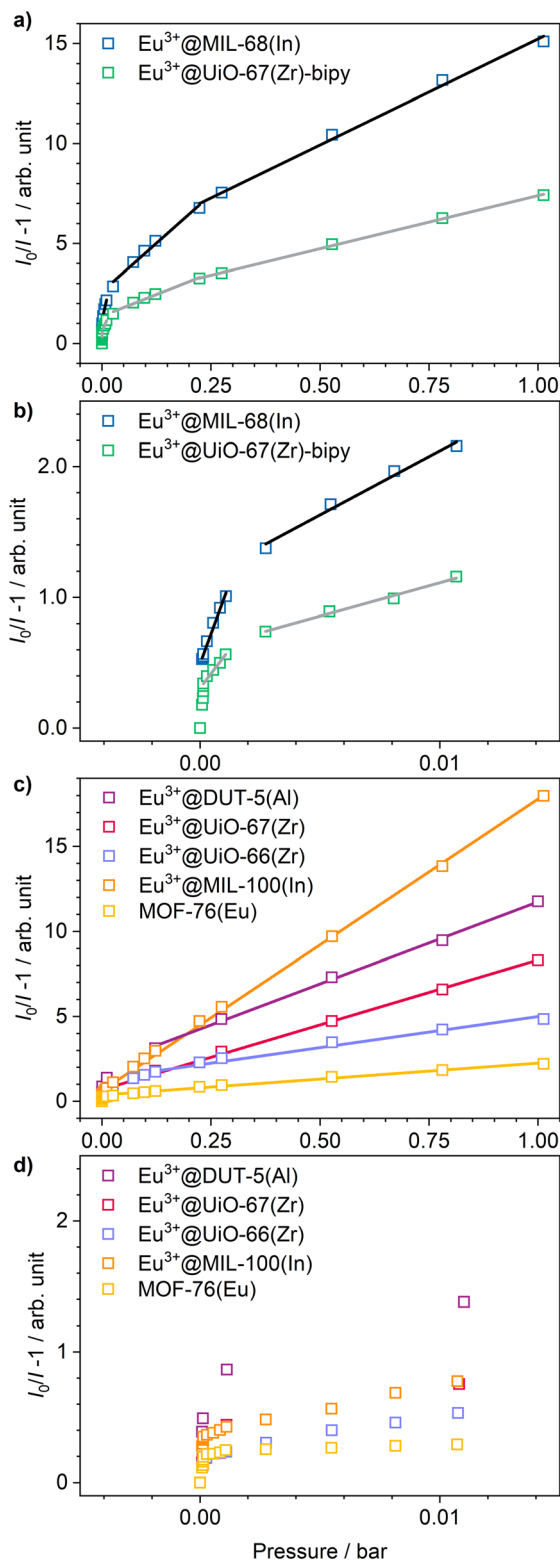 a)
Eu³⁺@MIL-68(In)
Eu³⁺@UiO-67(Zr)-bipy
15
10
5
0
I₀/I -1 / arb. unit
0.00 0.25 0.50 0.75 1.00
b)
Eu³⁺@MIL-68(In)
Eu³⁺@UiO-67(Zr)-bipy
2.0
1.0
0.0
I₀/I -1 / arb. unit
0.00 0.01
c)
Eu³⁺@DUT-5(Al)
Eu³⁺@UiO-67(Zr)
Eu³⁺@UiO-66(Zr)
Eu³⁺@MIL-100(In)
MOF-76(Eu)
15
10
5
0
I₀/I -1 / arb. unit
0.00 0.25 0.50 0.75 1.00
d)
Eu³⁺@DUT-5(Al)
Eu³⁺@UiO-67(Zr)
Eu³⁺@UiO-66(Zr)
Eu³⁺@MIL-100(In)
MOF-76(Eu)
2
1
0
I₀/I -1 / arb. unit
0.00 0.01
Pressure / bar